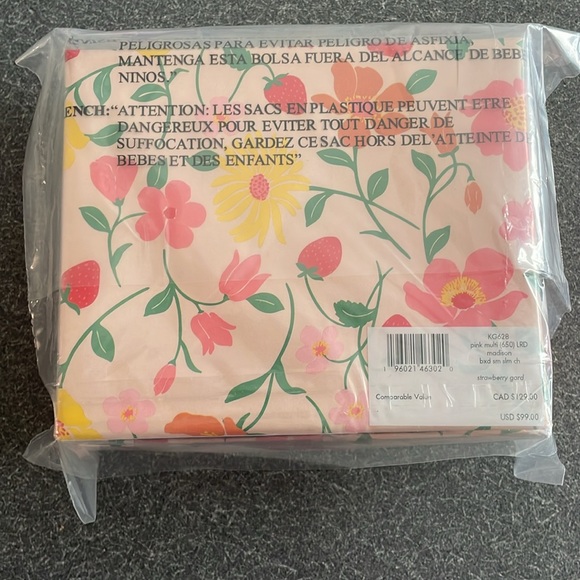 PELIGROSAS PARA EVITAR PELIGRO DE ASFIXIA,
MANTENGA ESTA BOLSA FUERA DEL ALCANCE DE BEB
NINOS."
ENCH:"ATTENTION: LES SACS EN PLASTIQUE PEUVENT ETRE
DANGEREUX POUR EVITER TOUT DANGER DE
SUFFOCATION, GARDEZ CE SAC HORS DEL'ATTEINTE D
BEBES ET DES ENFANTS"
KG628
pink multi (650) LRD
madison
bxd sm slm ch
strawberry gard
1 96021 46302 0
Comparable Value
CAD $129.00
USD $99.00